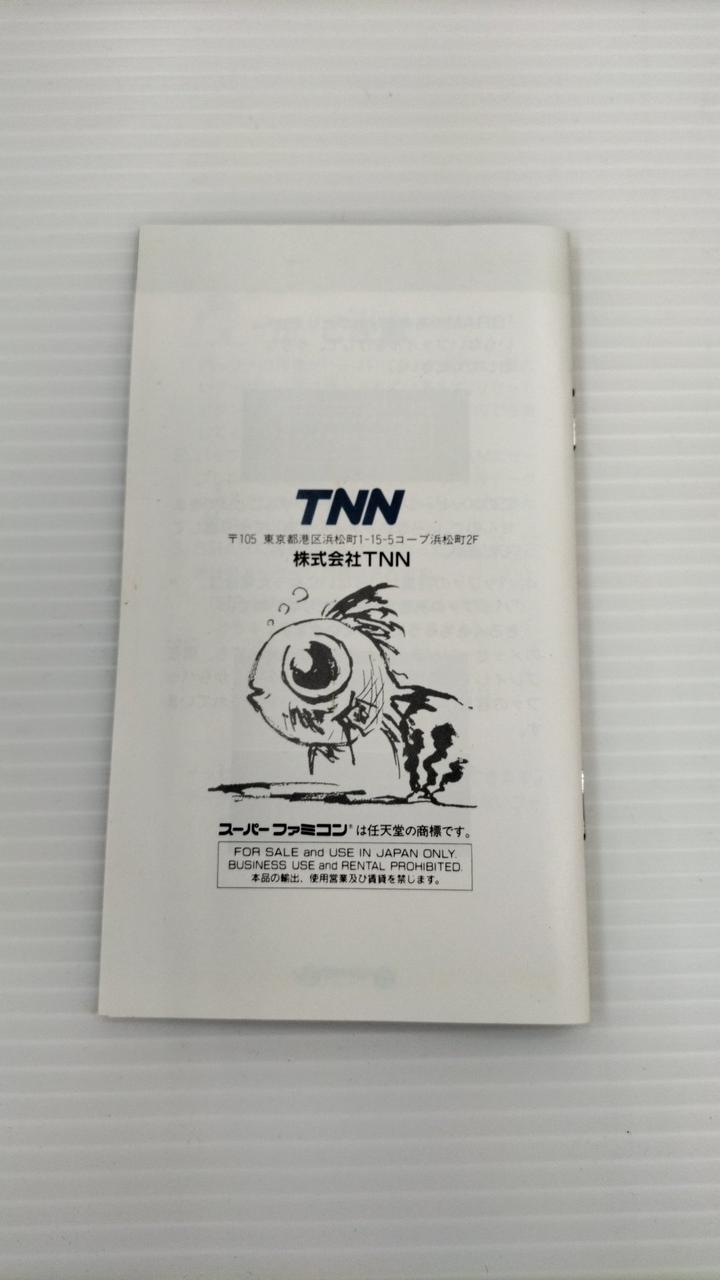 TNN
〒105 東京都港区浜松町1-15-5コープ浜松町2F
株式会社TNN
スーパーファミコン®は任天堂の商標です。
FOR SALE and USE IN JAPAN ONLY.
BUSINESS USE and RENTAL PROHIBITED.
本品の輸出、使用営業及び賃貸を禁じます。